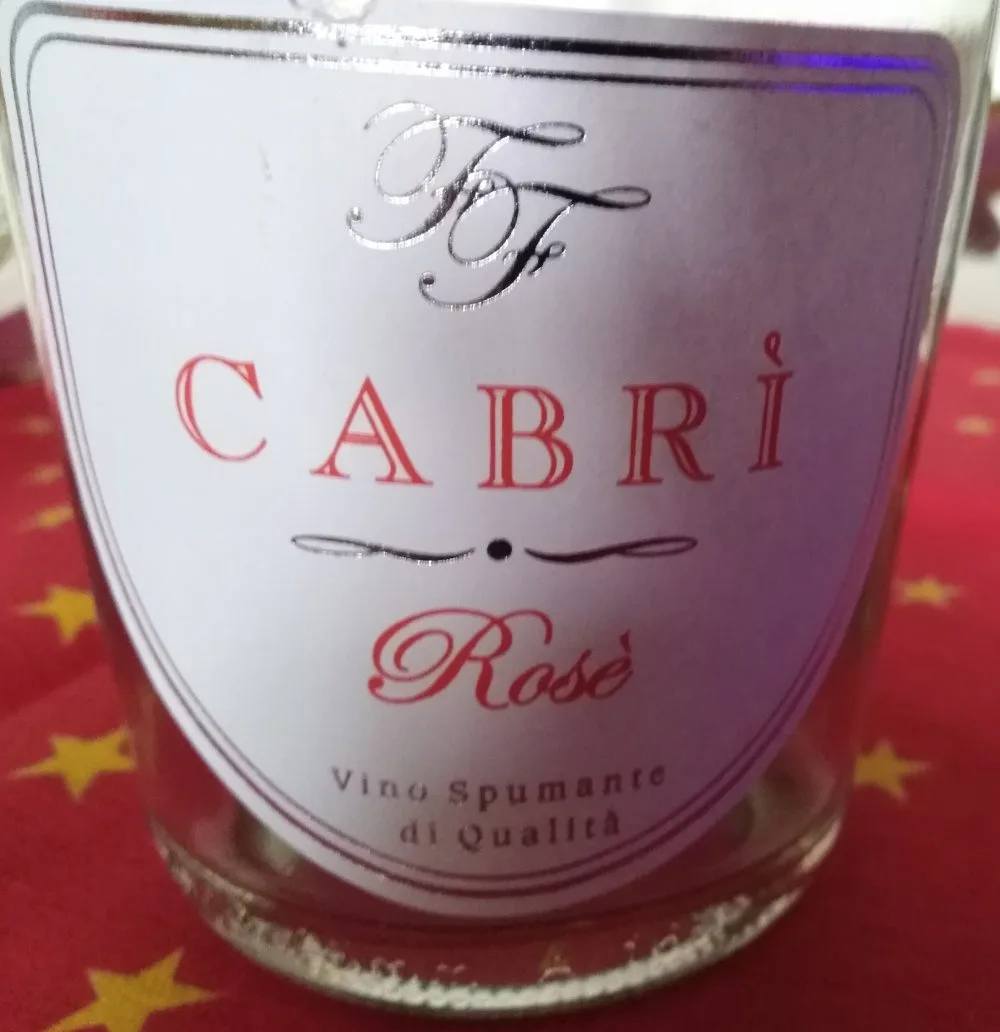 FF
CABRÌ
Rosè
Vino Spumante
di Qualità